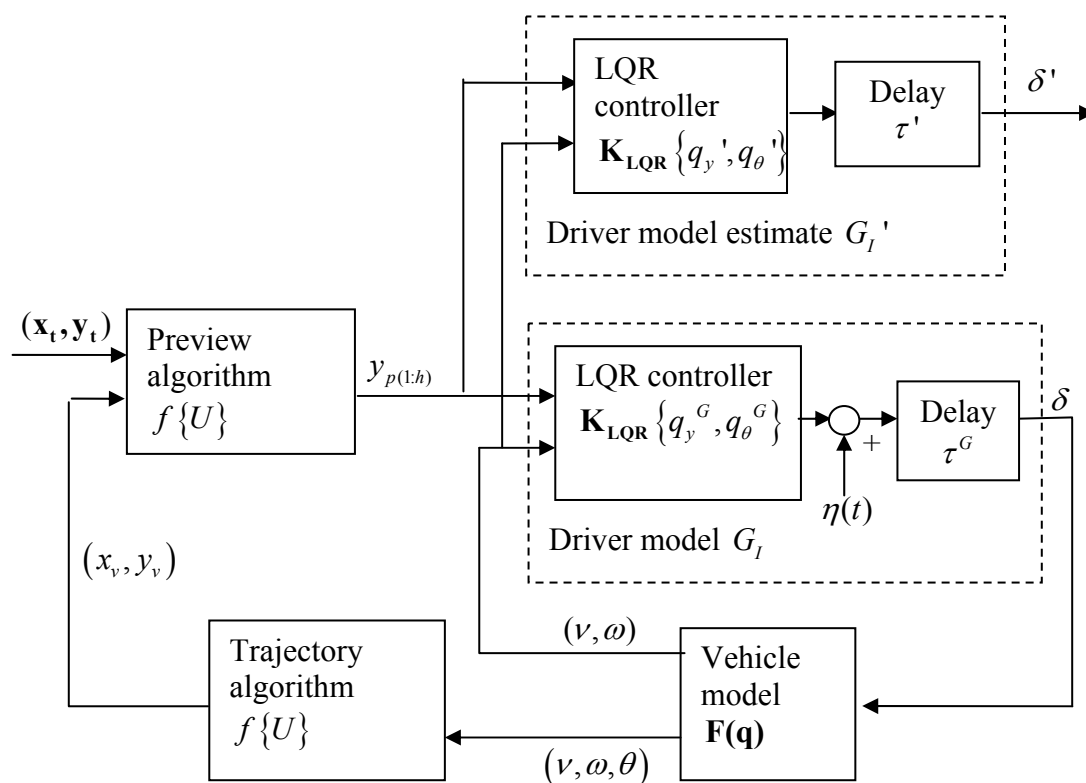 LQR
controller
𝐊_LQR {q_y ', q_θ '}
Delay
τ '
δ '
Driver model estimate G_I '
(𝐱_𝐭, 𝐲_𝐭)
Preview
algorithm
f{U}
y_p(1:h)
LQR controller
𝐊_LQR {q_y^G, q_θ^G}
+
η(t)
Delay
τ^G
δ
Driver model G_I
(x_v, y_v)
Trajectory
algorithm
f{U}
(ν, ω)
(ν, ω, θ)
Vehicle
model
𝐅(𝐪)